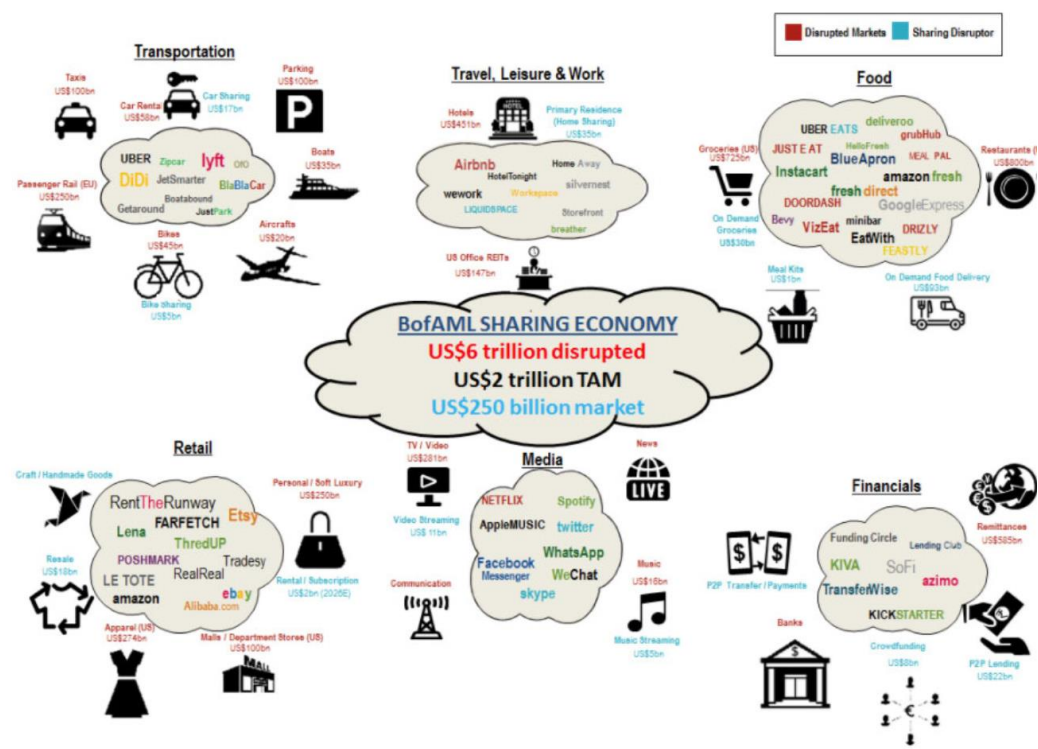 Disrupted Markets
Sharing Disruptor
Transportation
Taxis
US$100bn
Car Rental
US$58bn
Car Sharing
US$17bn
Parking
US$100bn
UBER
Zipcar
lyft
OfO
DiDi
JetSmarter
BlaBlaCar
Boatabound
Getaround
JustPark
Boats
US$35bn
Passenger Rail (EU)
US$250bn
Bikes
US$45bn
Aircrafts
US$20bn
Bike Sharing
US$5bn
Travel, Leisure & Work
Hotels
US$451bn
HOTEL
Primary Residence
(Home Sharing)
US$35bn
Airbnb
Home Away
HotelTonight
wework
Workspace
silvernest
LIQUIDSPACE
Storefront
breather
US Office REITs
US$147bn
Food
UBER EATS
deliveroo
grubHub
JUST EAT
HelloFresh
BlueApron
MEAL PAL
Instacart
amazon fresh
fresh direct
DOORDASH
GoogleExpress
Bevy
VizEat
minibar
DRIZLY
EatWith
FEASTLY
Groceries (US)
US$725bn
Restaurants (
US$800bn
On Demand
Groceries
US$30bn
Meal Kits
US$1bn
On Demand Food Delivery
US$93bn
BofAML SHARING ECONOMY
US$6 trillion disrupted
US$2 trillion TAM
US$250 billion market
Retail
Craft / Handmade Goods
Personal / Soft Luxury
US$250bn
RentTheRunway
FARFETCH
Etsy
Lena
ThredUP
POSHMARK
Tradesy
RealReal
LE TOTE
ebay
amazon
Alibaba.com
Resale
US$18bn
Rental / Subscription
US$2bn (2026E)
Apparel (US)
US$274bn
Malls / Department Stores (US)
US$100bn
MALL
Media
TV / Video
US$281bn
News
LIVE
Video Streaming
US$ 11bn
NETFLIX
Spotify
AppleMUSIC
twitter
WhatsApp
Facebook
Messenger
WeChat
skype
Communication
Music
US$16bn
Music Streaming
US$5bn
Financials
Remittances
US$585bn
Funding Circle
Lending Club
KIVA
SoFi
azimo
TransferWise
KICKSTARTER
P2P Transfer / Payments
Banks
Crowdfunding
US$8bn
P2P Lending
US$22bn